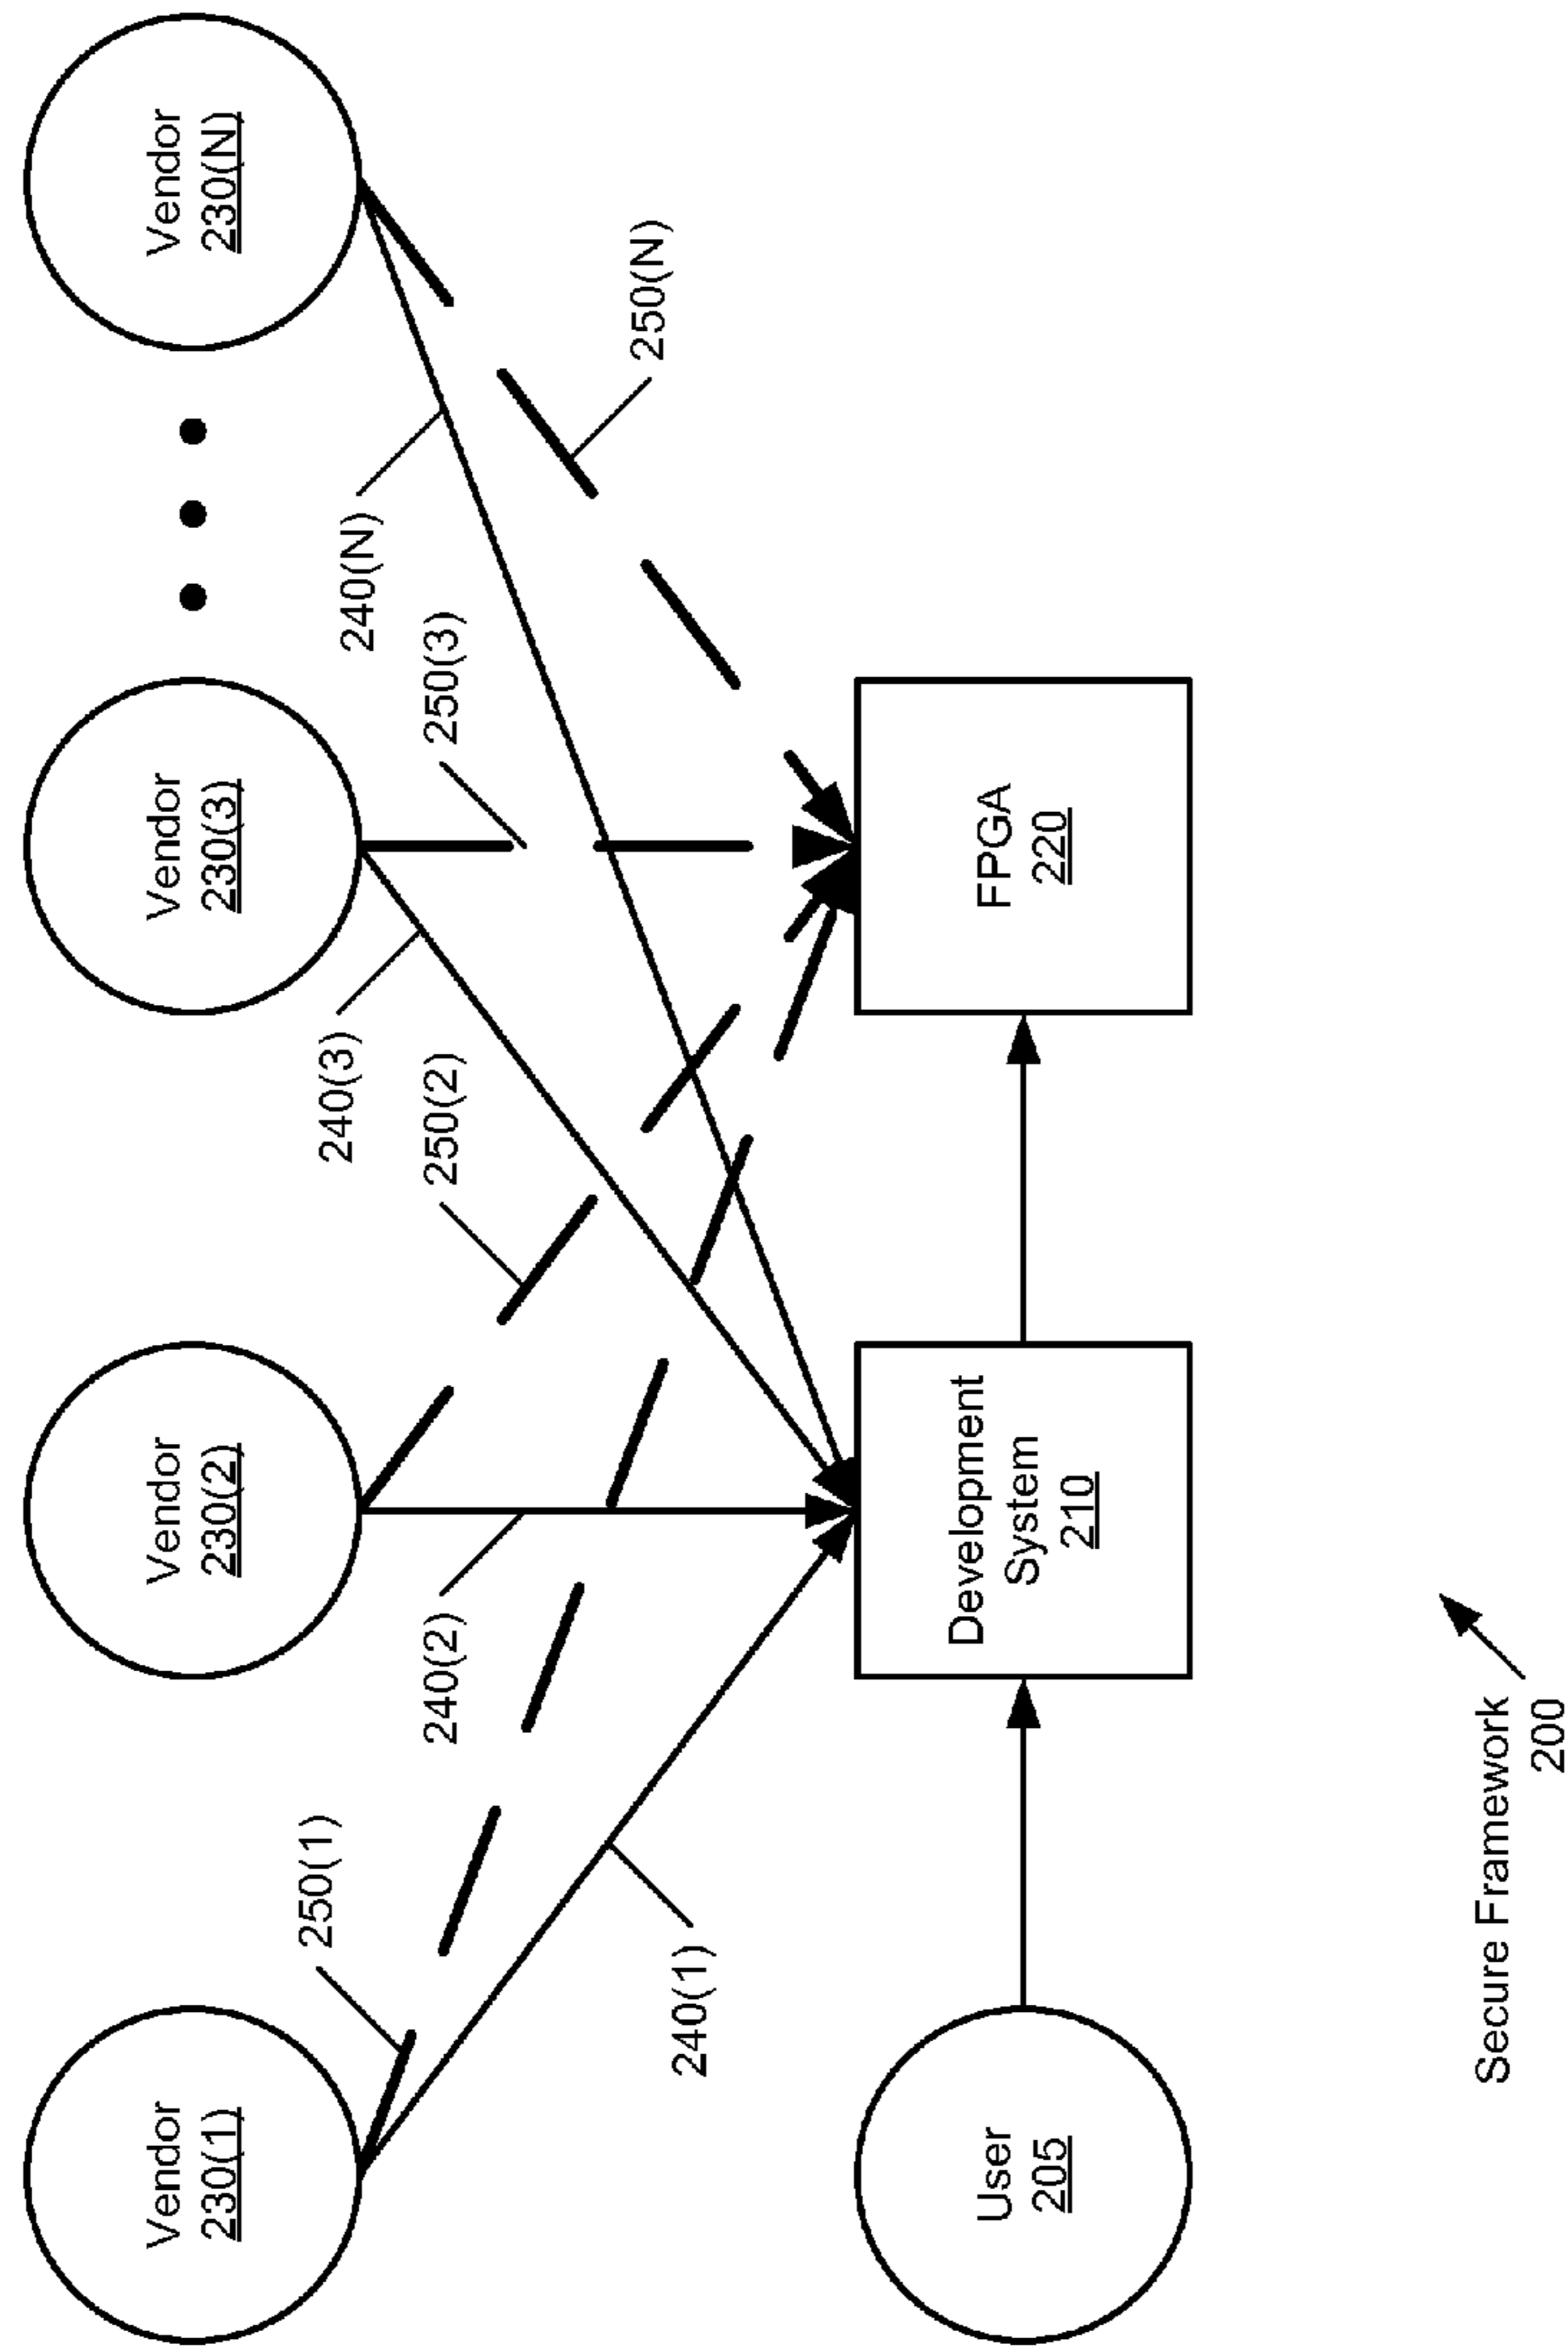 Vendor
230(1)
Vendor
230(2)
Vendor
230(3)
Vendor
230(N)
250(1)
240(1)
240(2)
250(2)
240(3)
250(3)
240(N)
250(N)
User
205
Development
System
210
FPGA
220
Secure Framework
200